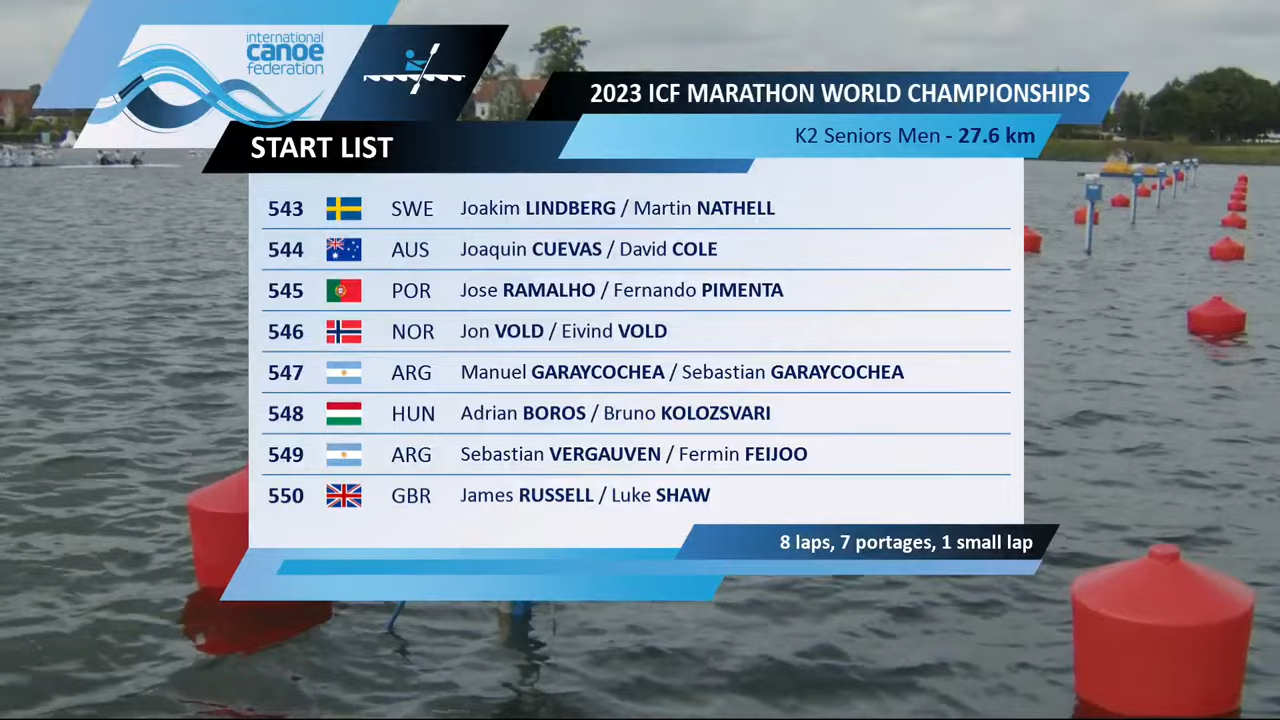 international
canoe
federation
2023 ICF MARATHON WORLD CHAMPIONSHIPS
K2 Seniors Men - 27.6 km
START LIST
543 SWE Joakim LINDBERG / Martin NATHELL
544 AUS Joaquin CUEVAS / David COLE
545 POR Jose RAMALHO / Fernando PIMENTA
546 NOR Jon VOLD / Eivind VOLD
547 ARG Manuel GARAYCOCHEA / Sebastian GARAYCOCHEA
548 HUN Adrian BOROS / Bruno KOLOZSVARI
549 ARG Sebastian VERGAUVEN / Fermin FEIJOO
550 GBR James RUSSELL / Luke SHAW
8 laps, 7 portages, 1 small lap